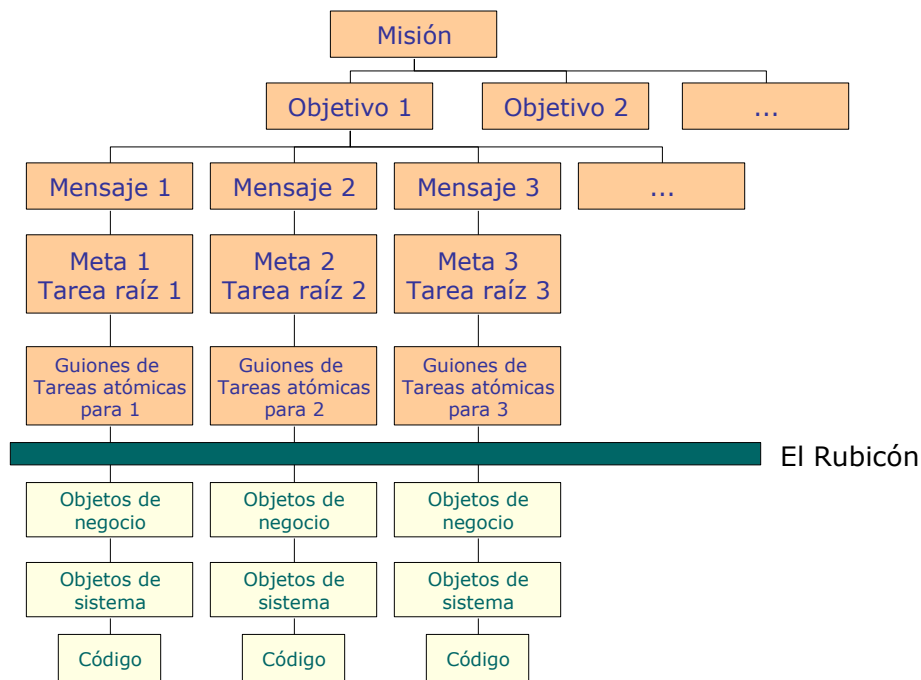 Misión
Objetivo 1
Objetivo 2
...
Mensaje 1
Mensaje 2
Mensaje 3
...
Meta 1
Tarea raíz 1
Meta 2
Tarea raíz 2
Meta 3
Tarea raíz 3
Guiones de
Tareas atómicas
para 1
Guiones de
Tareas atómicas
para 2
Guiones de
Tareas atómicas
para 3
El Rubicón
Objetos de
negocio
Objetos de
negocio
Objetos de
negocio
Objetos de
sistema
Objetos de
sistema
Objetos de
sistema
Código
Código
Código